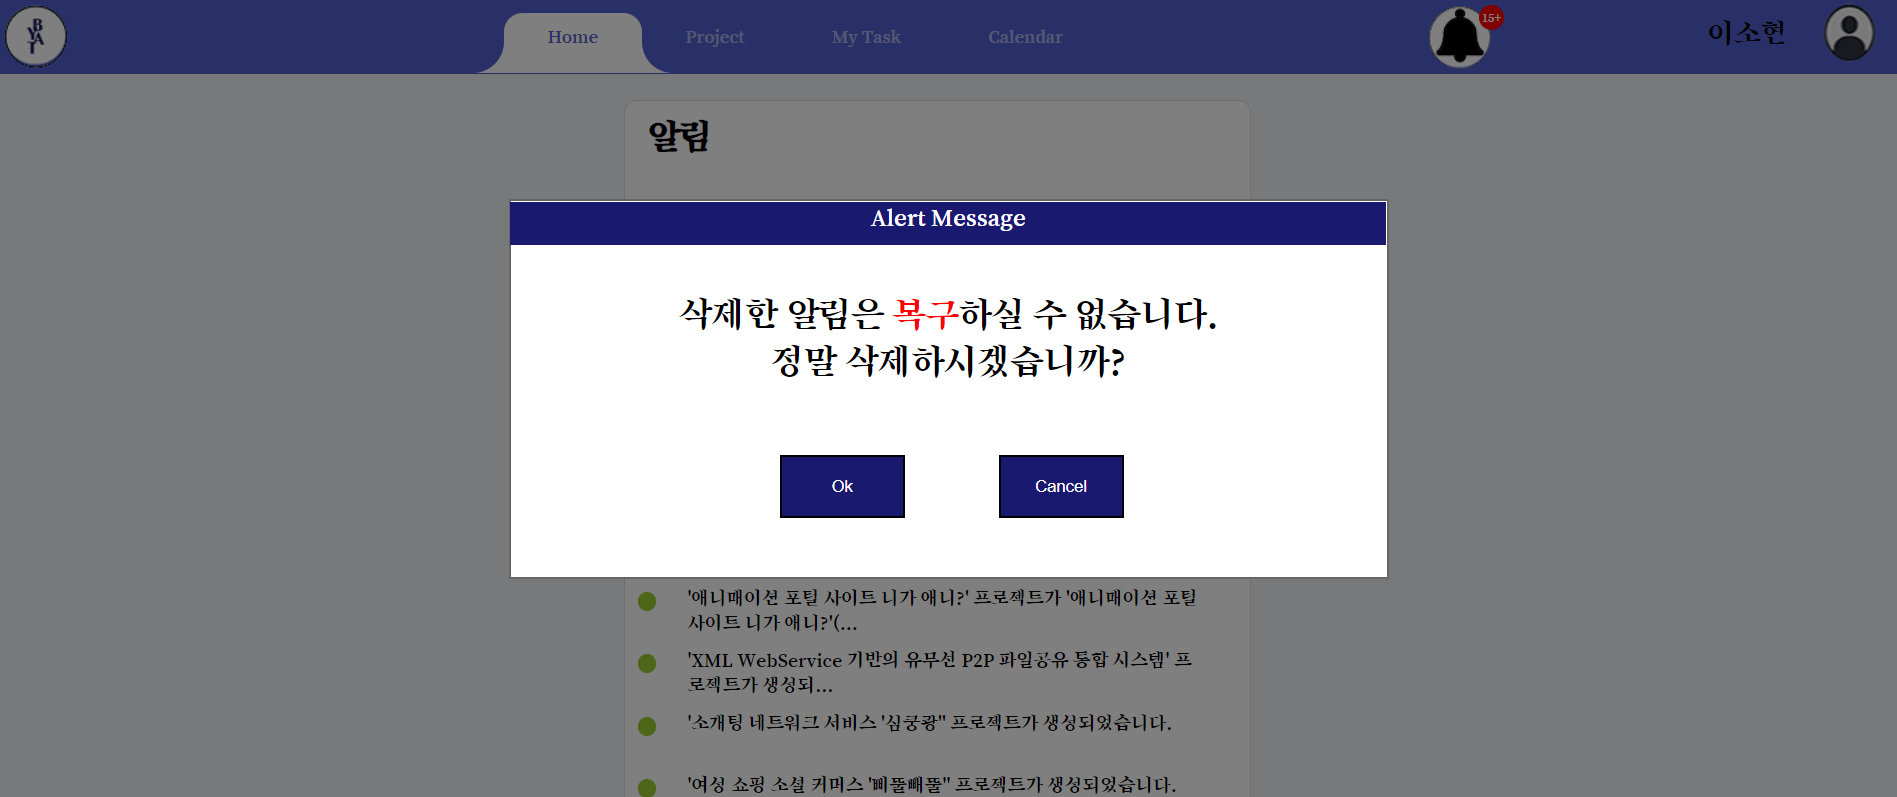 BYAT
Home
Project
My Task
Calendar
15+
이소현
알림
Alert Message
삭제한 알림은 복구하실 수 없습니다.
정말 삭제하시겠습니까?
Ok
Cancel
'애니매이션 포털 사이트 니가 애니?' 프로젝트가 '애니매이션 포털
사이트 니가 애니?'(...
'XML WebService 기반의 유무선 P2P 파일공유 통합 시스템' 프
로젝트가 생성되...
'소개팅 네트워크 서비스 '심쿵쾅'' 프로젝트가 생성되었습니다.
'여성 쇼핑 소셜 커머스 '삐뚤빼뚤'' 프로젝트가 생성되었습니다.